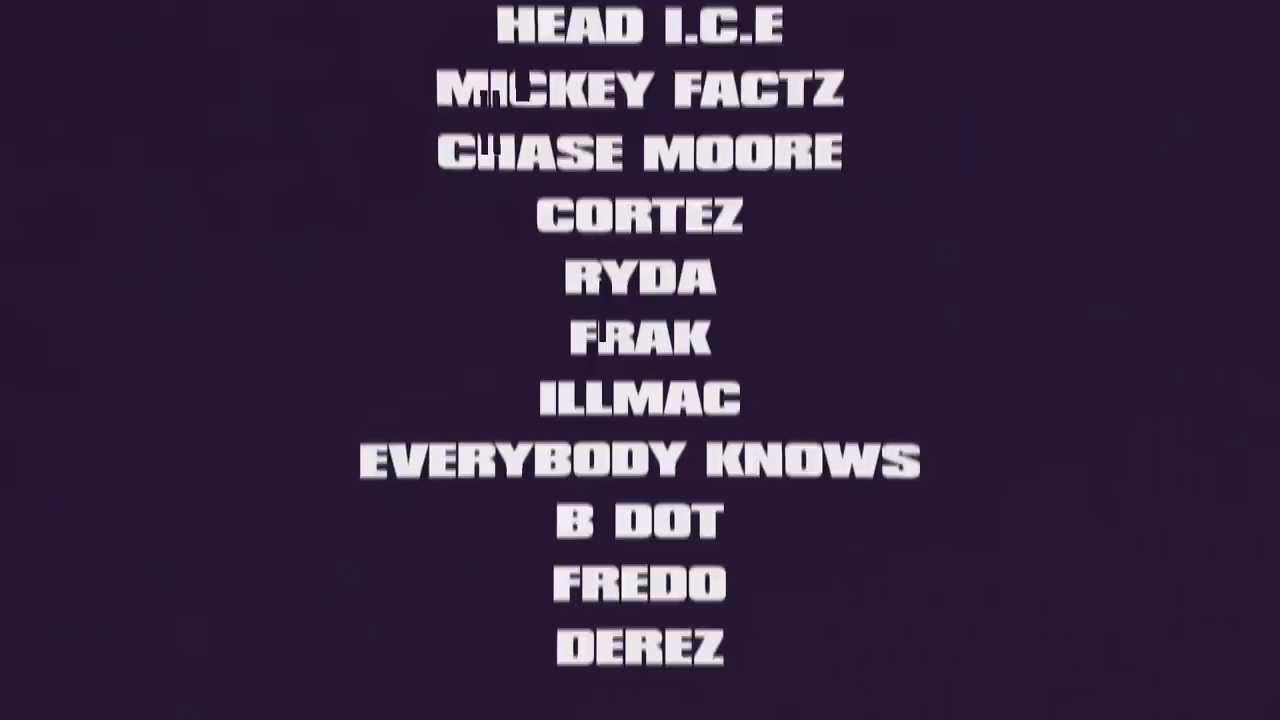 HEAD I.C.E
MICKEY FACTZ
CHASE MOORE
CORTEZ
RYDA
FRAK
ILLMAC
EVERYBODY KNOWS
B DOT
FREDO
DEREZ